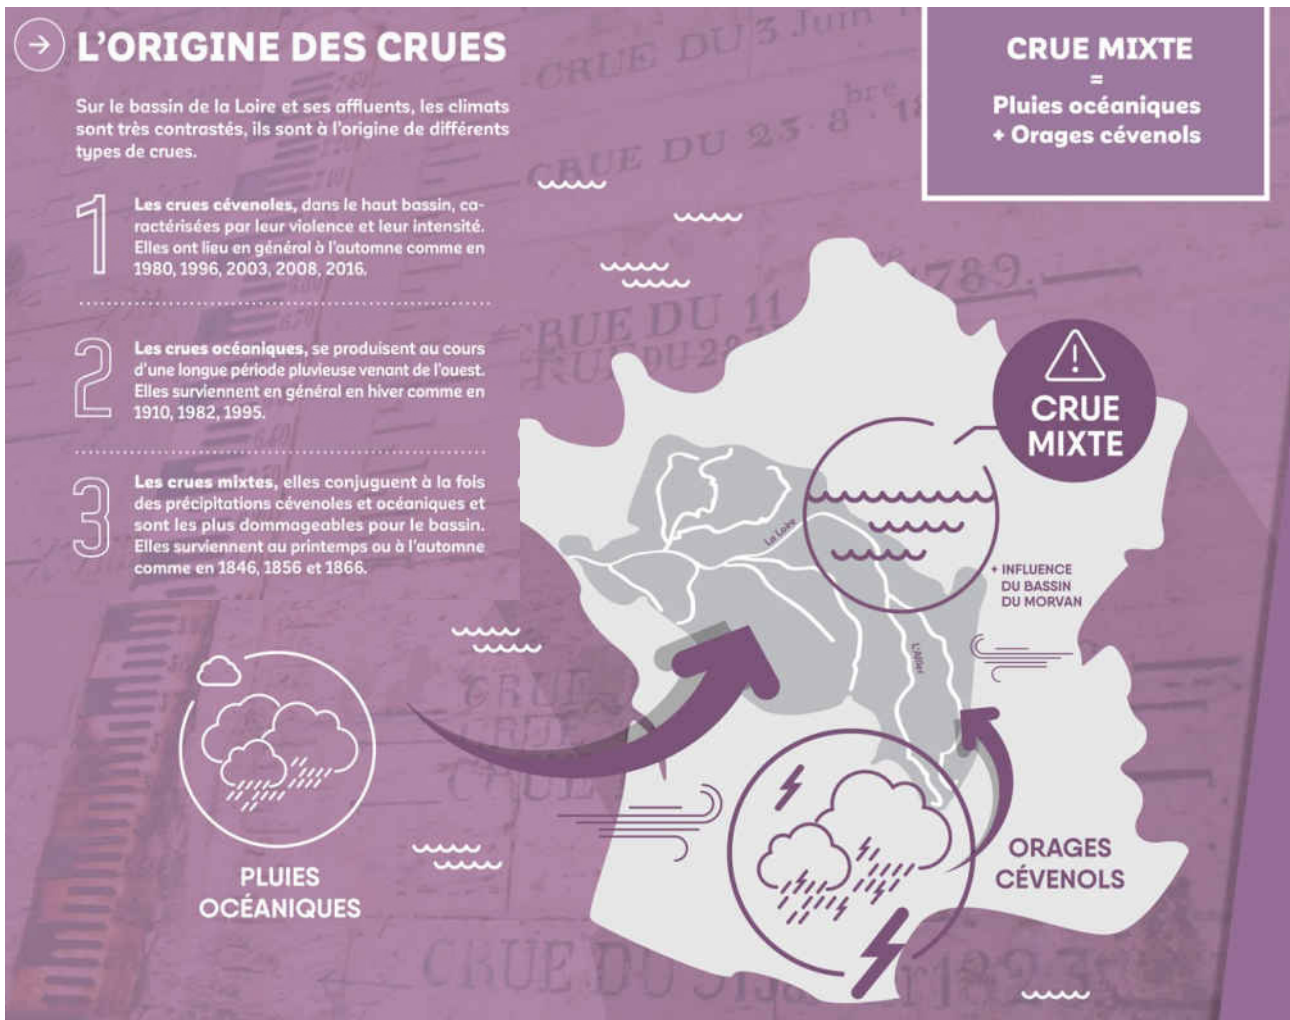 L'ORIGINE DES CRUES
Sur le bassin de la Loire et ses affluents, les climats
sont très contrastés, ils sont à l'origine de différents
types de crues.
1
Les crues cévenoles, dans le haut bassin, ca-
ractérisées par leur violence et leur intensité.
Elles ont lieu en général à l'automne comme en
1980, 1996, 2003, 2008, 2016.
2
Les crues océaniques, se produisent au cours
d'une longue période pluvieuse venant de l'ouest.
Elles surviennent en général en hiver comme en
1910, 1982, 1995.
3
Les crues mixtes, elles conjuguent à la fois
des précipitations cévenoles et océaniques et
sont les plus dommageables pour le bassin.
Elles surviennent au printemps ou à l'automne
comme en 1846, 1856 et 1866.
CRUE MIXTE
=
Pluies océaniques
+ Orages cévenols
CRUE DU 3 Juin
CRUE DU 23 8bre
CRUE DU 11
1789.
CRUE
MIXTE
La Loire
+ INFLUENCE
DU BASSIN
DU MORVAN
L'Allier
PLUIES
OCÉANIQUES
ORAGES
CÉVENOLS
CRUE DU